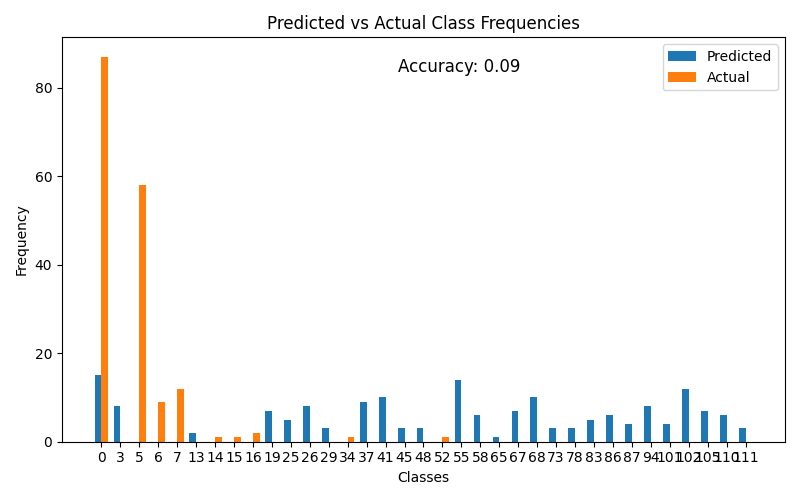 Predicted vs Actual Class Frequencies
Accuracy: 0.09
Predicted
Actual
Frequency
80
60
40
20
0
0 3 5 6 7 13 14 15 16 19 25 26 29 34 37 41 45 48 52 55 58 65 67 68 73 78 83 86 87 94 101 102 105 110 111
Classes